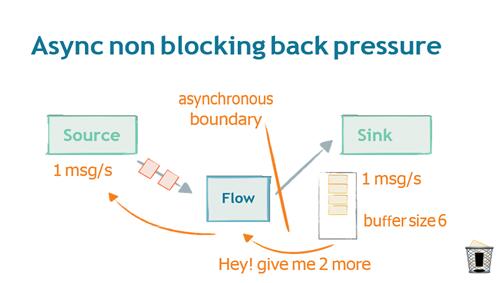 Async non blocking back pressure
asynchronous
boundary
Source
Sink
1 msg/s
Flow
1 msg/s
buffer size 6
Hey! give me 2 more